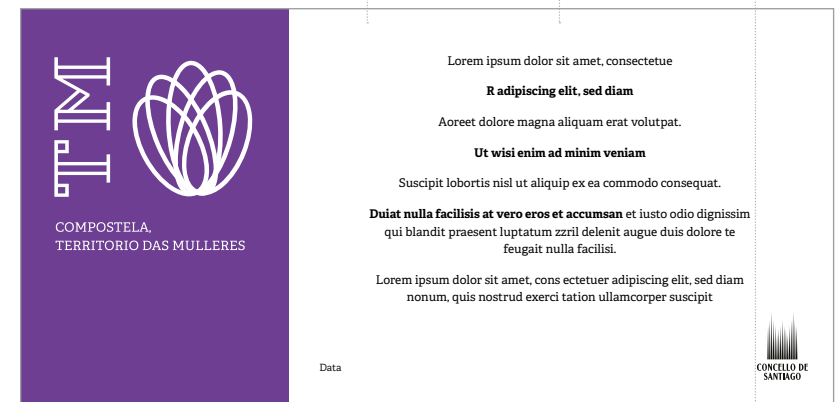 TM
COMPOSTELA,
TERRITORIO DAS MULLERES
Lorem ipsum dolor sit amet, consectetue
R adipiscing elit, sed diam
Aoreet dolore magna aliquam erat volutpat.
Ut wisi enim ad minim veniam
Suscipit lobortis nisl ut aliquip ex ea commodo consequat.
Duiat nulla facilisis at vero eros et accumsan et iusto odio dignissim
qui blandit praesent luptatum zzril delenit augue duis dolore te
feugait nulla facilisi.
Lorem ipsum dolor sit amet, cons ectetuer adipiscing elit, sed diam
nonum, quis nostrud exerci tation ullamcorper suscipit
Data
CONCELLO DE
SANTIAGO